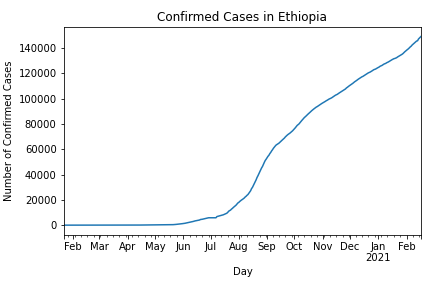 Confirmed Cases in Ethiopia
Number of Confirmed Cases
140000
120000
100000
80000
60000
40000
20000
0
Feb Mar Apr May Jun Jul Aug Sep Oct Nov Dec Jan Feb
2021
Day